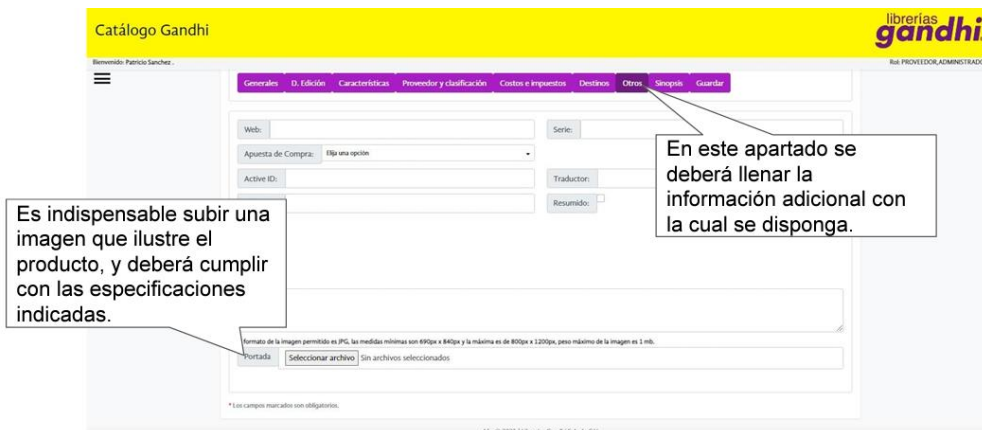 Catálogo Gandhi
librerías
gandhi
Bienvenido: Patricio Sanchez .
Rol: PROVEEDOR,ADMINISTRADO
Generales D. Edición Características Proveedor y clasificación Costos e impuestos Destinos Otros Sinopsis Guardar
Web:
Serie:
Apuesta de Compra: Elija una opción
Active ID:
Traductor:
Resumido:
En este apartado se
deberá llenar la
información adicional con
la cual se disponga.
Es indispensable subir una
imagen que ilustre el
producto, y deberá cumplir
con las especificaciones
indicadas.
formato de la imagen permitido es JPG, las medidas mínimas son 690px x 840px y la máxima es de 800px x 1200px, peso máximo de la imagen es 1 mb.
Portada Seleccionar archivo Sin archivos seleccionados
* Los campos marcados son obligatorios.